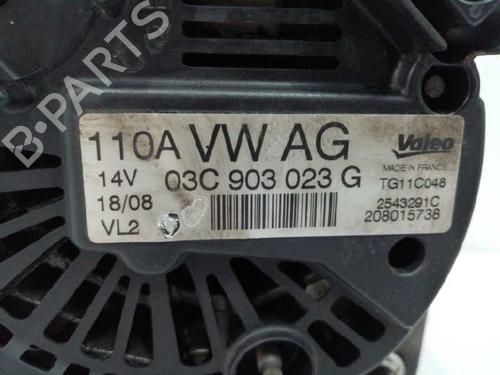 B-PARTS
110A VW AG
Valeo
MADE IN FRANCE
14V 03C 903 023 G
TG11C048
18/08
2543291C
VL2
208015738